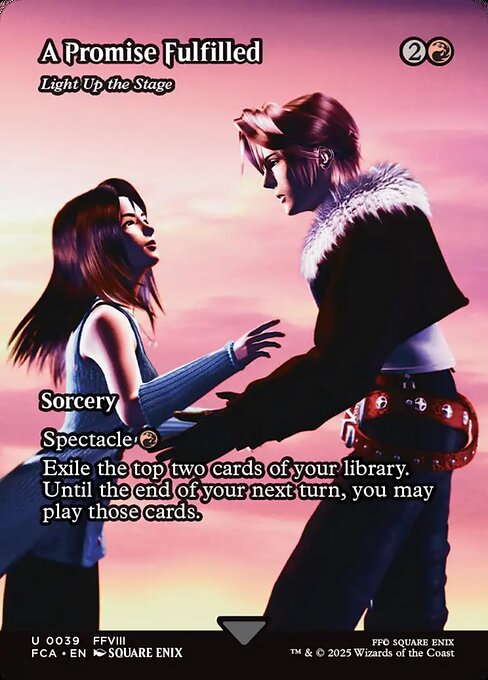 A Promise Fulfilled 2
Light Up the Stage
Sorcery
Spectacle
Exile the top two cards of your library.
Until the end of your next turn, you may
play those cards.
U 0039 FFVIII
FCA • EN SQUARE ENIX
FF© SQUARE ENIX
™ & © 2025 Wizards of the Coast